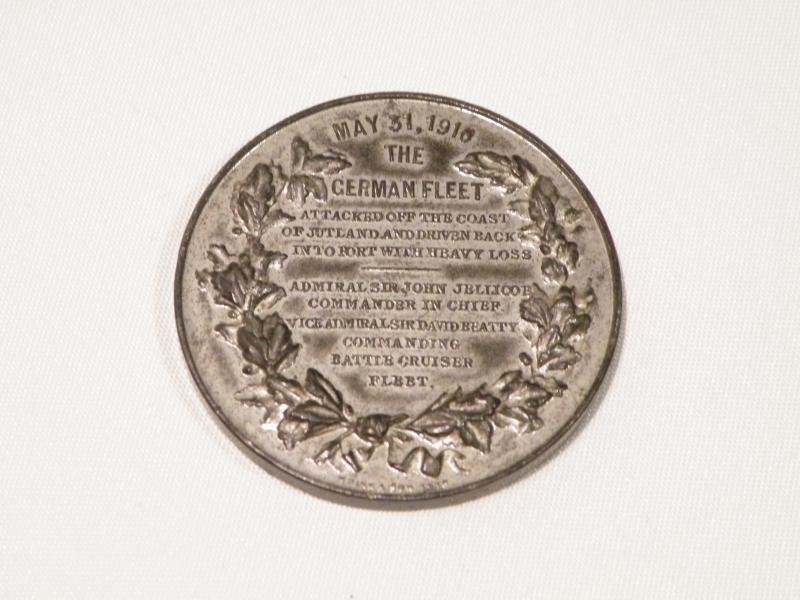 MAY 31, 1916
THE
GERMAN FLEET
ATTACKED OFF THE COAST
OF JUTLAND.AND DRIVEN BACK
INTO PORT WITH HEAVY LOSS
ADMIRAL SIR JOHN JELLICOE
COMMANDER IN CHIEF.
VICE ADMIRAL SIR DAVID BEATTY
COMMANDING
BATTLE CRUISER
FLEET.